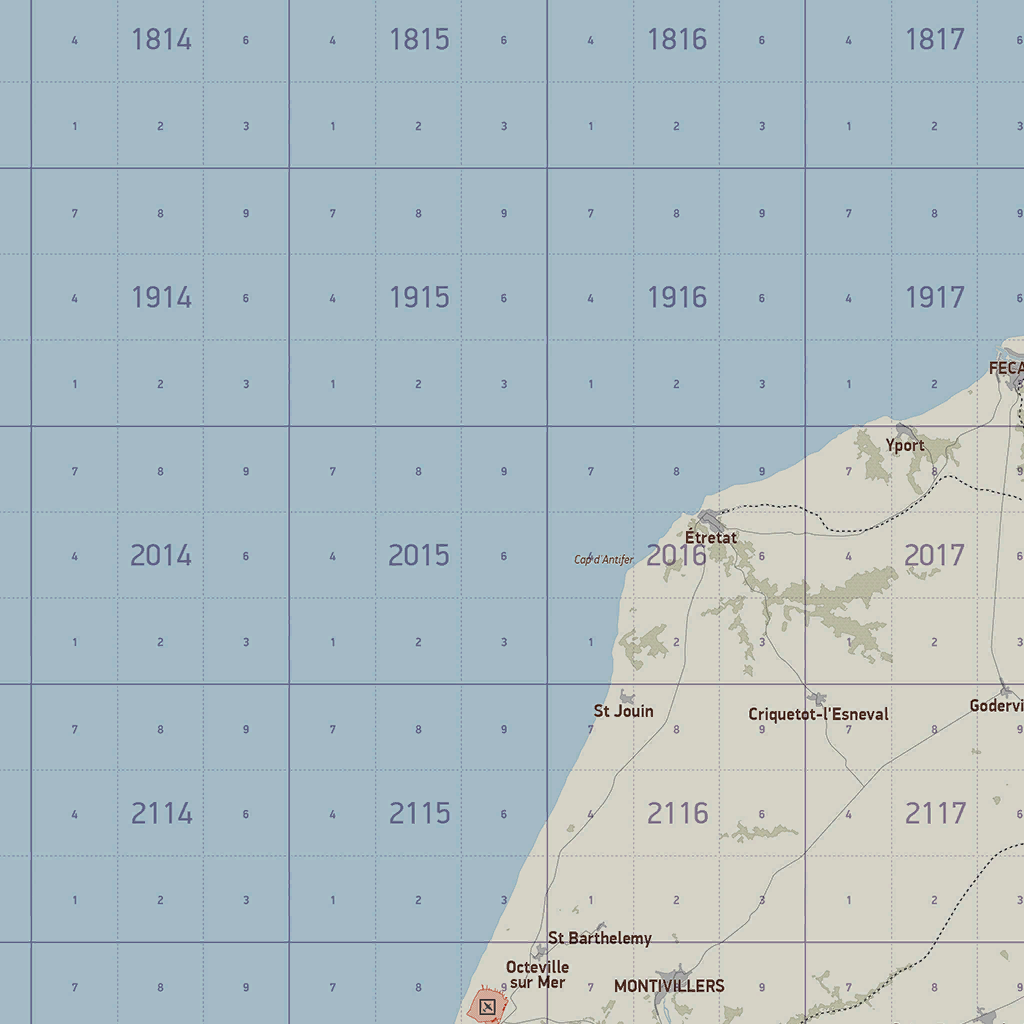 4 1814 6 4 1815 6 4 1816 6 4 1817 6
1 2 3 1 2 3 1 2 3 1 2 3
7 8 9 7 8 9 7 8 9 7 8 9
4 1914 6 4 1915 6 4 1916 6 4 1917 6
FECA
1 2 3 1 2 3 1 2 3 1 2
Yport
7 8 9 7 8 9 7 8 9 7 8 9
Étretat
4 2014 6 4 2015 6 4 2016 6 4 2017 6
Cap d'Antifer
1 2 3 1 2 3 1 2 3 1 2 3
St Jouin
Criquetot-l'Esneval
Godervi
7 8 9 7 8 9 7 8 9 7 8 9
4 2114 6 4 2115 6 4 2116 6 4 2117 6
1 2 3 1 2 3 1 2 3 1 2 3
St Barthelemy
Octeville
sur Mer
MONTIVILLERS
7 8 9 7 8 9 7 9 7 8 9